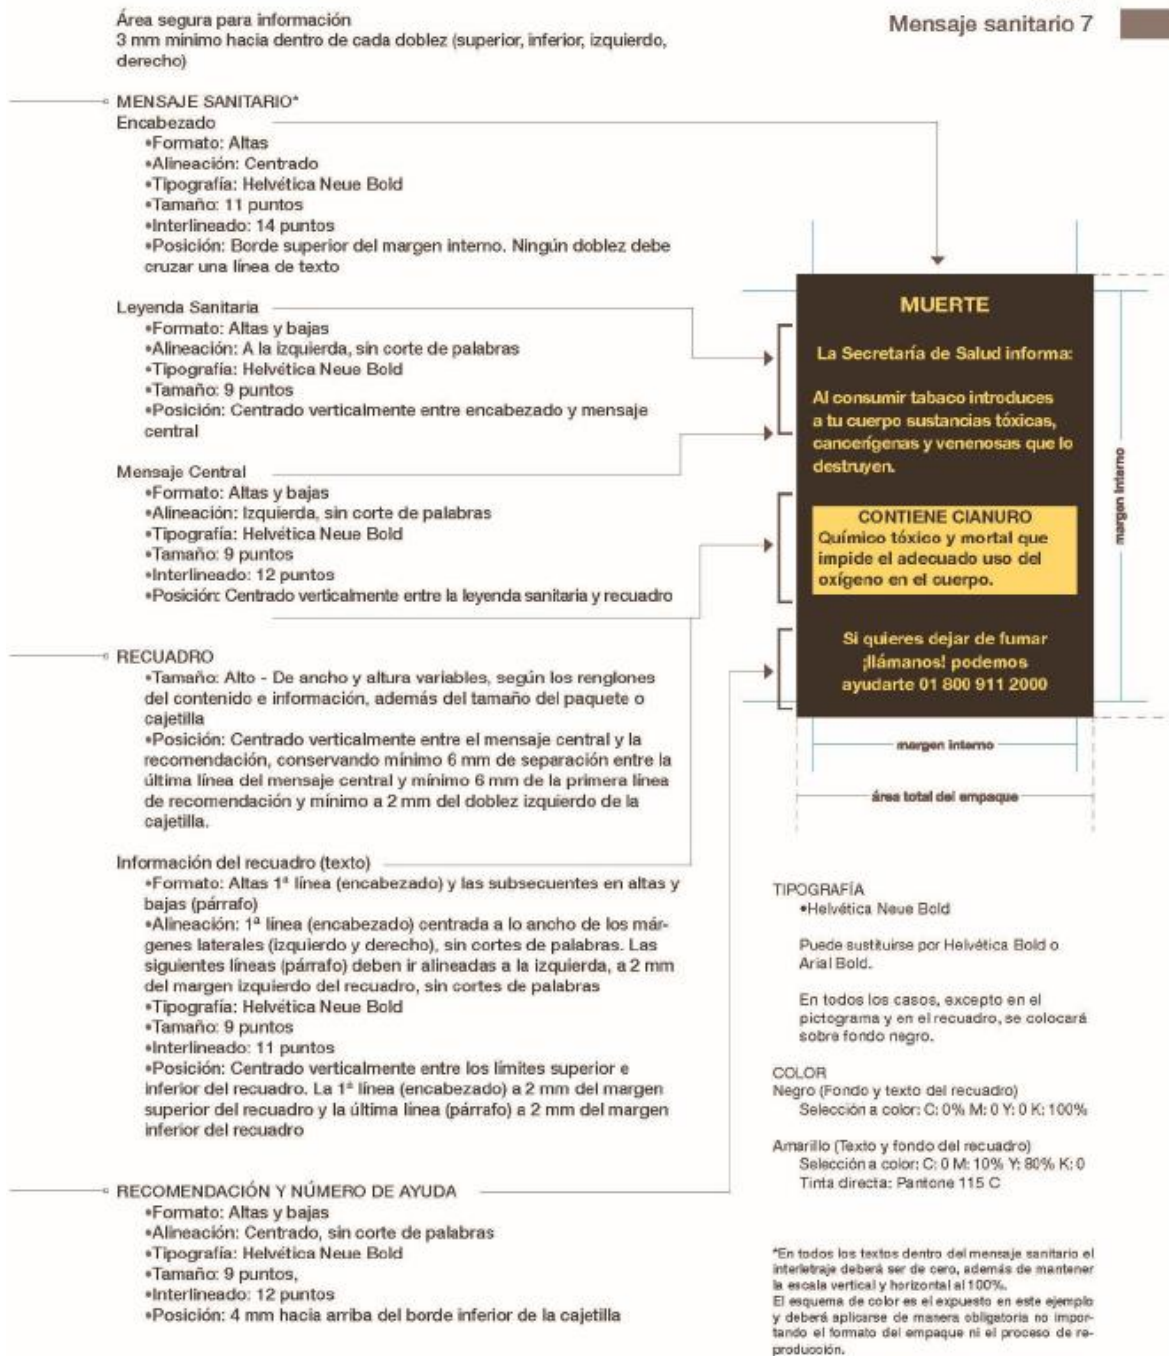 Mensaje sanitario 7
Área segura para información
3 mm mínimo hacia dentro de cada doblez (superior, inferior, izquierdo,
derecho)
MENSAJE SANITARIO*
Encabezado
•Formato: Altas
•Alineación: Centrado
•Tipografía: Helvética Neue Bold
•Tamaño: 11 puntos
•Interlineado: 14 puntos
•Posición: Borde superior del margen interno. Ningún doblez debe
cruzar una línea de texto
Leyenda Sanitaria
•Formato: Altas y bajas
•Alineación: A la izquierda, sin corte de palabras
•Tipografía: Helvética Neue Bold
•Tamaño: 9 puntos
•Posición: Centrado verticalmente entre encabezado y mensaje
central
Mensaje Central
•Formato: Altas y bajas
•Alineación: Izquierda, sin corte de palabras
•Tipografía: Helvética Neue Bold
•Tamaño: 9 puntos
•Interlineado: 12 puntos
•Posición: Centrado verticalmente entre la leyenda sanitaria y recuadro
RECUADRO
•Tamaño: Alto - De ancho y altura variables, según los renglones
del contenido e información, además del tamaño del paquete o
cajetilla
•Posición: Centrado verticalmente entre el mensaje central y la
recomendación, conservando mínimo 6 mm de separación entre la
última línea del mensaje central y mínimo 6 mm de la primera línea
de recomendación y mínimo a 2 mm del doblez izquierdo de la
cajetilla.
Información del recuadro (texto)
•Formato: Altas 1ª línea (encabezado) y las subsecuentes en altas y
bajas (párrafo)
•Alineación: 1ª línea (encabezado) centrada a lo ancho de los már-
genes laterales (izquierdo y derecho), sin cortes de palabras. Las
siguientes líneas (párrafo) deben ir alineadas a la izquierda, a 2 mm
del margen izquierdo del recuadro, sin cortes de palabras
•Tipografía: Helvética Neue Bold
•Tamaño: 9 puntos
•Interlineado: 11 puntos
•Posición: Centrado verticalmente entre los límites superior e
inferior del recuadro. La 1ª línea (encabezado) a 2 mm del margen
superior del recuadro y la última línea (párrafo) a 2 mm del margen
inferior del recuadro
RECOMENDACIÓN Y NÚMERO DE AYUDA
•Formato: Altas y bajas
•Alineación: Centrado, sin corte de palabras
•Tipografía: Helvética Neue Bold
•Tamaño: 9 puntos,
•Interlineado: 12 puntos
•Posición: 4 mm hacia arriba del borde inferior de la cajetilla
MUERTE
La Secretaría de Salud informa:
Al consumir tabaco introduces
a tu cuerpo sustancias tóxicas,
cancerígenas y venenosas que lo
destruyen.
CONTIENE CIANURO
Químico tóxico y mortal que
impide el adecuado uso del
oxígeno en el cuerpo.
Si quieres dejar de fumar
¡llámanos! podemos
ayudarte 01 800 911 2000
margen interno
margen interno
área total del empaque
TIPOGRAFÍA
•Helvética Neue Bold
Puede sustituirse por Helvética Bold o
Arial Bold.
En todos los casos, excepto en el
pictograma y en el recuadro, se colocará
sobre fondo negro.
COLOR
Negro (Fondo y texto del recuadro)
Selección a color: C: 0% M: 0 Y: 0 K: 100%
Amarillo (Texto y fondo del recuadro)
Selección a color: C: 0 M: 10% Y: 80% K: 0
Tinta directa: Pantone 115 C
*En todos los textos dentro del mensaje sanitario el
interletraje deberá ser de cero, además de mantener
la escala vertical y horizontal al 100%.
El esquema de color es el expuesto en este ejemplo
y deberá aplicarse de manera obligatoria no impor-
tando el formato del empaque ni el proceso de re-
producción.